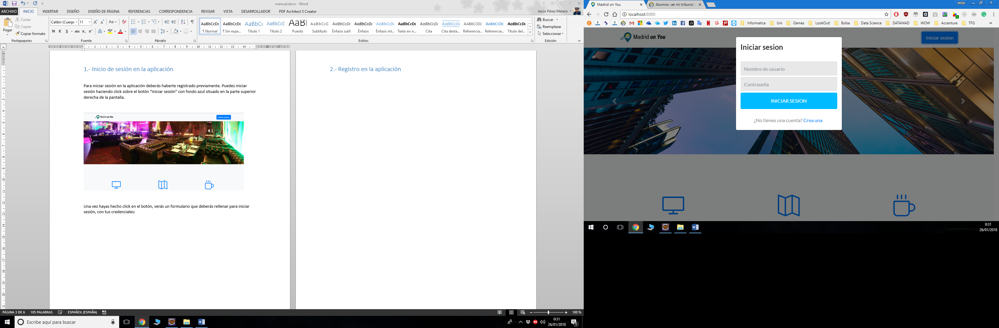 manual.docx - Word
ARCHIVO INICIO INSERTAR DISEÑO DISEÑO DE PÁGINA REFERENCIAS CORRESPONDENCIA REVISAR VISTA DESARROLLADOR PDF Architect 5 Creator
Jesús Pérez Melero
Pegar
Cortar
Copiar
Copiar formato
Portapapeles
Calibri (Cuerp 11
N K S abc x₂ x²
Fuente
Párrafo
AaBbCcDc AaBbCcDc AaBbCc AaBbCcD AaBl AaBbCcD AaBbCcDc AaBbCcDc AaBbCcDc AaBbCcDc AaBbCcDc AaBbCcDc AABBCCDD AABBCCDD AaBbCcDc
¶ Normal ¶ Sin espa... Título 1 Título 2 Puesto Subtítulo Énfasis sutil Énfasis Énfasis int... Texto en n... Cita Cita desta... Referencia... Referencia... Título del...
Estilos
Buscar
Reemplazar
Seleccionar
Edición
1.- Inicio de sesión en la aplicación
Para iniciar sesión en la aplicación deberás haberte registrado previamente. Puedes iniciar
sesión haciendo click sobre el botón “Iniciar sesión” con fondo azul situado en la parte superior
derecha de la pantalla.
Madrid on You
Iniciar sesion
Una vez hayas hecho click en el botón, verás un formulario que deberás rellenar para iniciar
sesión, con tus credenciales:
2.- Registro en la aplicación
PÁGINA 3 DE 6 105 PALABRAS ESPAÑOL (ESPAÑA)
100 %
Escribe aquí para buscar
0:31
26/01/2018
1
Madrid on You
Alumno: ver mi tribunal
Jesús
localhost:8080
Informatica Uni Games LookOut! Bolsa Data Science DATAMAD WOW Accenture TFG »
Madrid on You
Iniciar sesion
Iniciar sesion
Nombre de usuario
Contraseña
INICIAR SESION
¿No tienes una cuenta? Crea una
0:31
26/01/2018